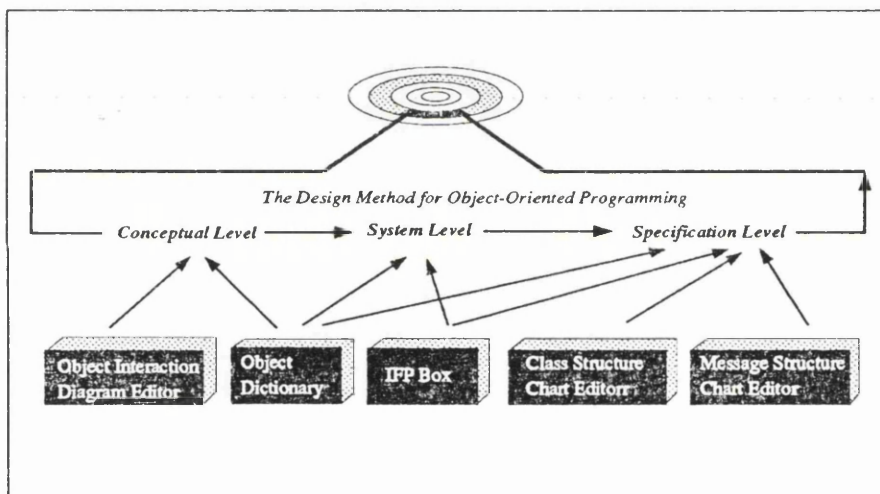 The Design Method for Object-Oriented Programming
Conceptual Level
System Level
Specification Level
Object Interaction
Diagram Editor
Object
Dictionary
IFP Box
Class Structure
Chart Editorr
Message Structure
Chart Editor